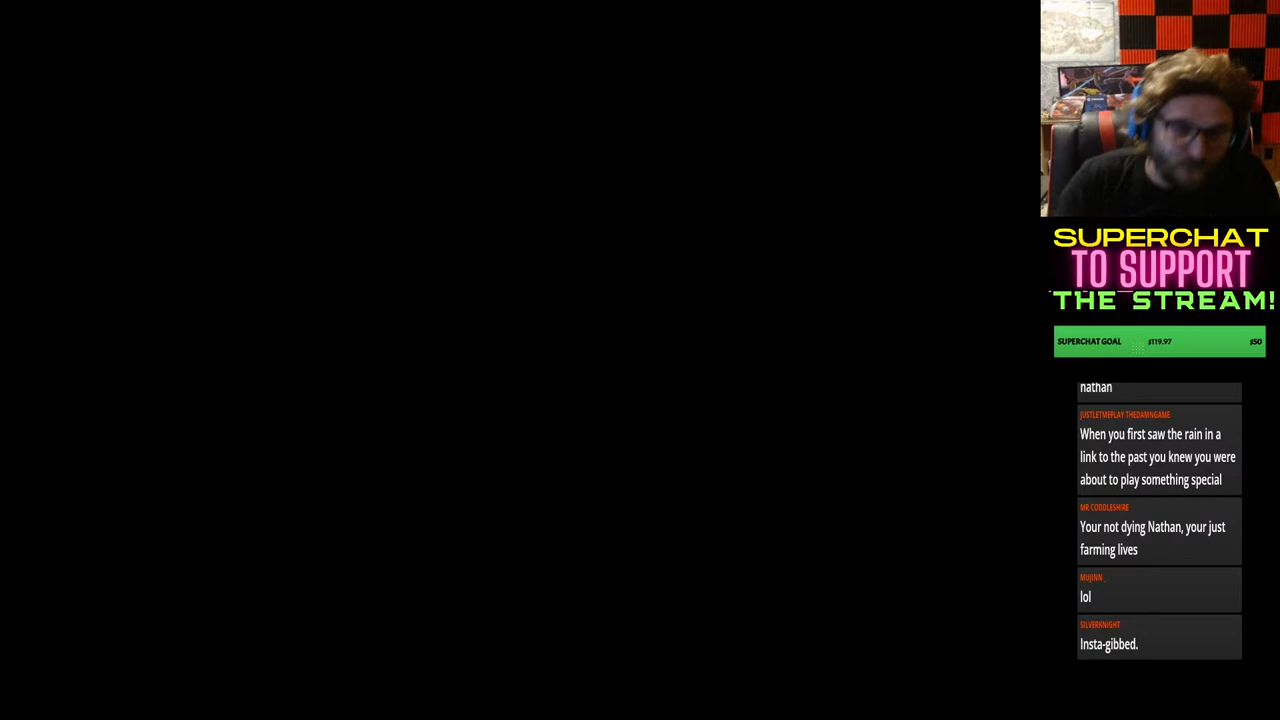 SUPERCHAT
TO SUPPORT
THE STREAM!
SUPERCHAT GOAL $119.97 $50
nathan
JUSTLETMEPLAY THEDAMNGAME
When you first saw the rain in a
link to the past you knew you were
about to play something special
MR CODDLESHIRE
Your not dying Nathan, your just
farming lives
MUJINN_
lol
SILVERKNIGHT
Insta-gibbed.